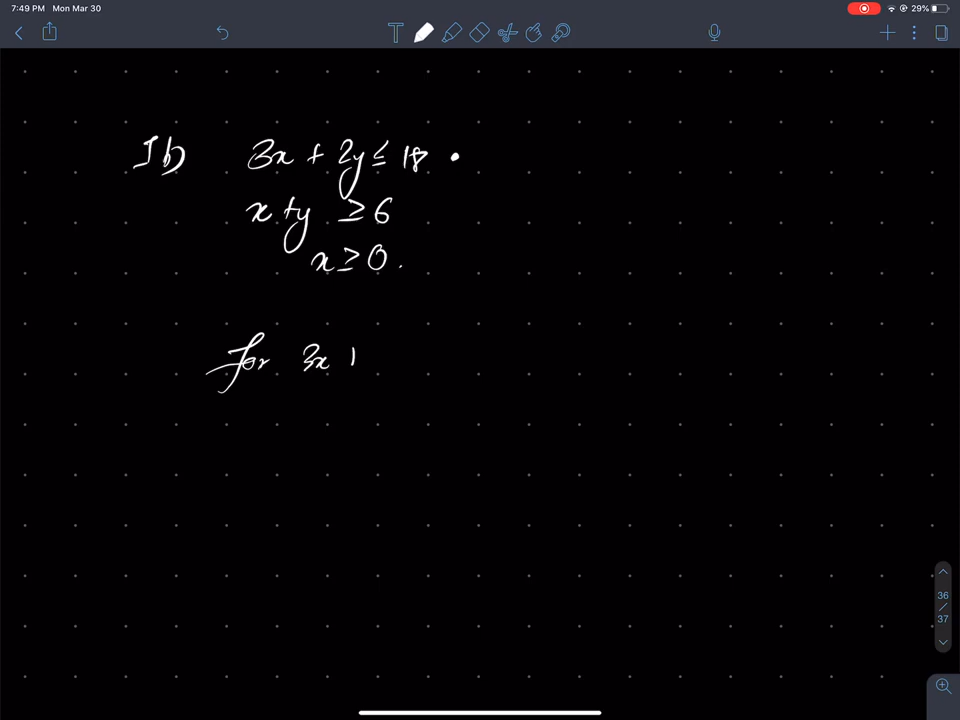 7:49 PM Mon Mar 30
29%
1b) 3x + 2y ≤ 18 .
x + y ≥ 6
x ≥ 0.
for 3x
36
/
37